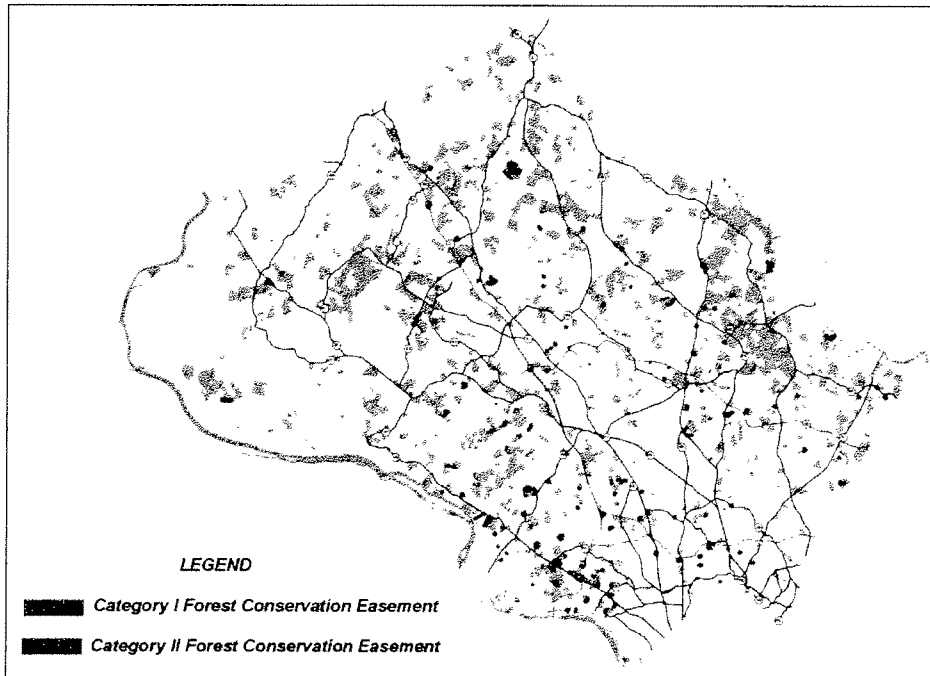 LEGEND
Category I Forest Conservation Easement
Category II Forest Conservation Easement